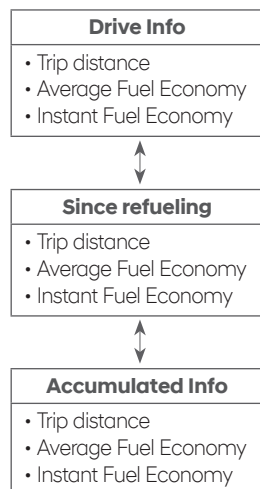 Drive Info
• Trip distance
• Average Fuel Economy
• Instant Fuel Economy
Since refueling
• Trip distance
• Average Fuel Economy
• Instant Fuel Economy
Accumulated Info
• Trip distance
• Average Fuel Economy
• Instant Fuel Economy